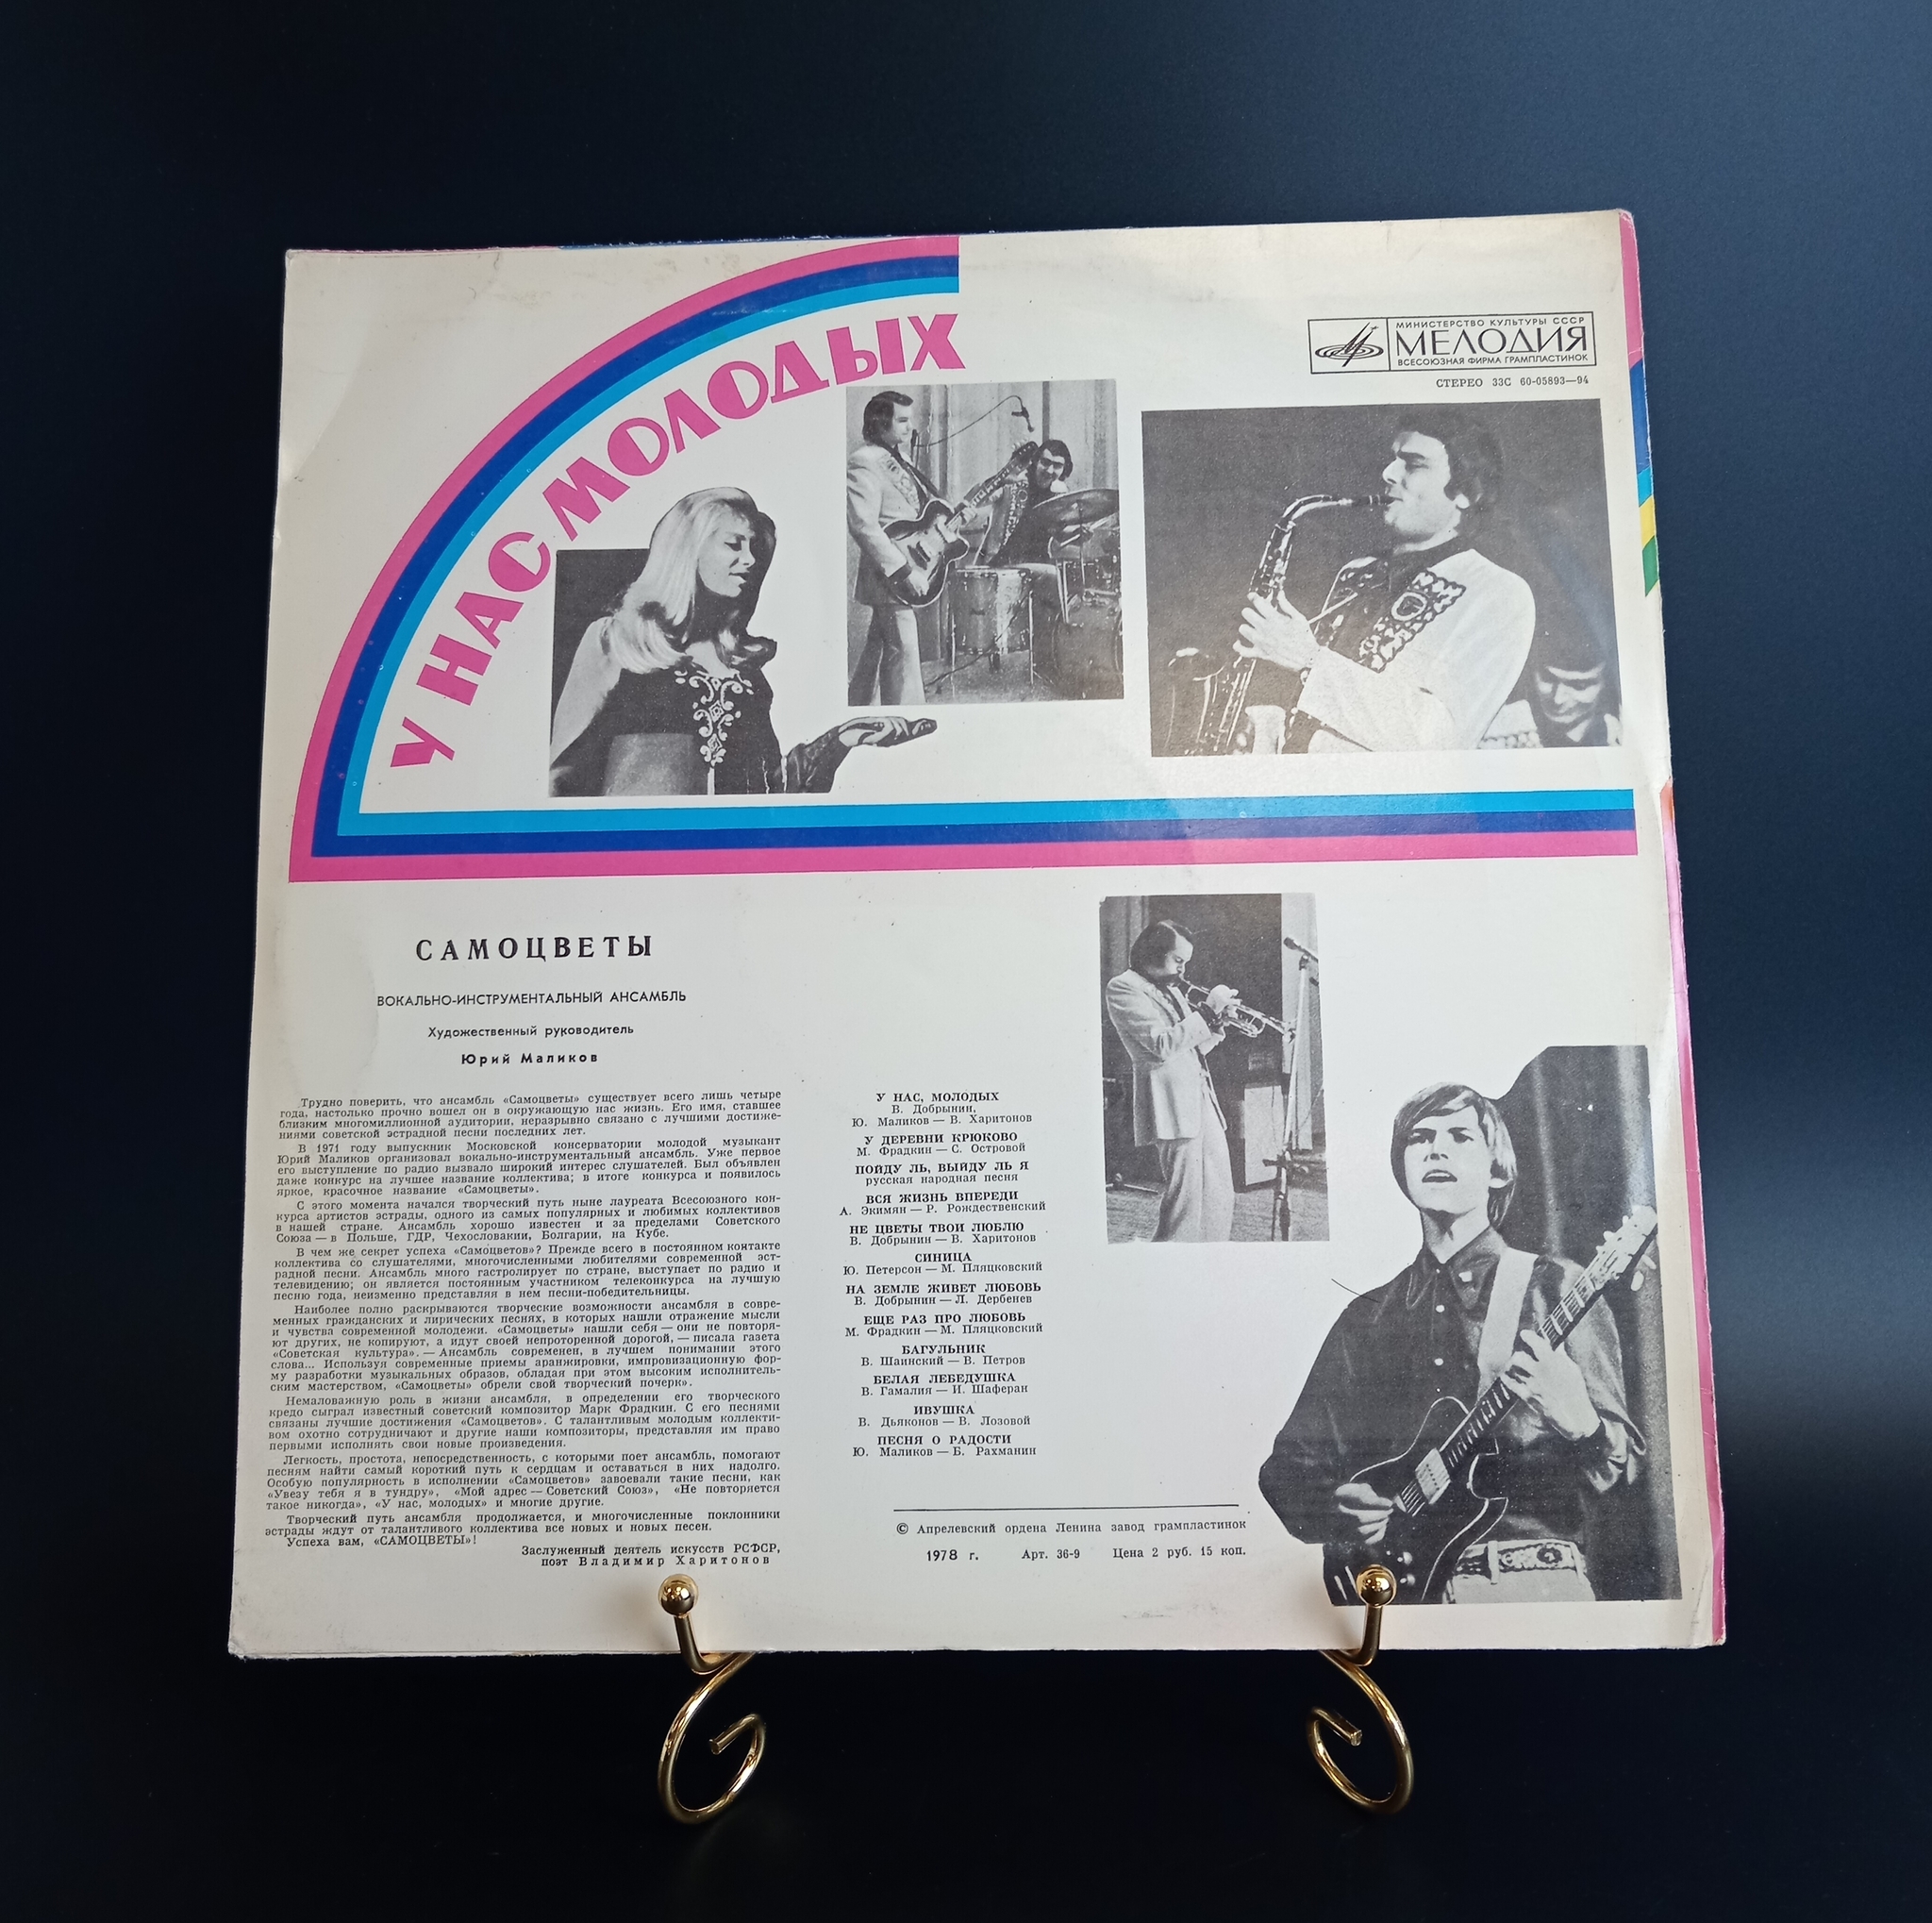 У НАС МОЛОДЫХ
МИНИСТЕРСТВО КУЛЬТУРЫ СССР
МЕЛОДИЯ
ВСЕСОЮЗНАЯ ФИРМА ГРАМПЛАСТИНОК
СТЕРЕО 33С 60-05893—94
САМОЦВЕТЫ
ВОКАЛЬНО-ИНСТРУМЕНТАЛЬНЫЙ АНСАМБЛЬ
Художественный руководитель
Юрий Маликов
Трудно поверить, что ансамбль «Самоцветы» существует всего лишь четыре
года, настолько прочно вошел он в окружающую нас жизнь. Его имя, ставшее
близким многомиллионной аудитории, неразрывно связано с лучшими достиже-
ниями советской эстрадной песни последних лет.
В 1971 году выпускник Московской консерватории молодой музыкант
Юрий Маликов организовал вокально-инструментальный ансамбль. Уже первое
его выступление по радио вызвало широкий интерес слушателей. Был объявлен
даже конкурс на лучшее название коллектива; в итоге конкурса и появилось
яркое, красочное название «Самоцветы».
С этого момента начался творческий путь ныне лауреата Всесоюзного кон-
курса артистов эстрады, одного из самых популярных и любимых коллективов
в нашей стране. Ансамбль хорошо известен и за пределами Советского
Союза — в Польше, ГДР, Чехословакии, Болгарии, на Кубе.
В чем же секрет успеха «Самоцветов»? Прежде всего в постоянном контакте
коллектива со слушателями, многочисленными любителями современной эст-
радной песни. Ансамбль много гастролирует по стране, выступает по радио и
телевидению; он является постоянным участником телеконкурса на лучшую
песню года, неизменно представляя в нем песни-победительницы.
Наиболее полно раскрываются творческие возможности ансамбля в совре-
менных гражданских и лирических песнях, в которых нашли отражение мысли
и чувства современной молодежи. «Самоцветы» нашли себя — они не повторя-
ют других, не копируют, а идут своей непроторенной дорогой, — писала газета
«Советская культура». — Ансамбль современен, в лучшем понимании этого
слова... Используя современные приемы аранжировки, импровизационную фор-
му разработки музыкальных образов, обладая при этом высоким исполнитель-
ским мастерством, «Самоцветы» обрели свой творческий почерк».
Немаловажную роль в жизни ансамбля, в определении его творческого
кредо сыграл известный советский композитор Марк Фрадкин. С его песнями
связаны лучшие достижения «Самоцветов». С талантливым молодым коллекти-
вом охотно сотрудничают и другие наши композиторы, представляя им право
первыми исполнять свои новые произведения.
Легкость, простота, непосредственность, с которыми поет ансамбль, помогают
песням найти самый короткий путь к сердцам и оставаться в них надолго.
Особую популярность в исполнении «Самоцветов» завоевали такие песни, как
«Увезу тебя я в тундру», «Мой адрес — Советский Союз», «Не повторяется
такое никогда», «У нас, молодых» и многие другие.
Творческий путь ансамбля продолжается, и многочисленные поклонники
эстрады ждут от талантливого коллектива все новых и новых песен.
Успеха вам, «САМОЦВЕТЫ»!
Заслуженный деятель искусств РСФСР,
поэт Владимир Харитонов
У НАС, МОЛОДЫХ
В. Добрынин,
Ю. Маликов — В. Харитонов
У ДЕРЕВНИ КРЮКОВО
М. Фрадкин — С. Островой
ПОЙДУ ЛЬ, ВЫЙДУ ЛЬ Я
русская народная песня
ВСЯ ЖИЗНЬ ВПЕРЕДИ
А. Экимян — Р. Рождественский
НЕ ЦВЕТЫ ТВОИ ЛЮБЛЮ
В. Добрынин — В. Харитонов
СИНИЦА
Ю. Петерсон — М. Пляцковский
НА ЗЕМЛЕ ЖИВЕТ ЛЮБОВЬ
В. Добрынин — Л. Дербенев
ЕЩЕ РАЗ ПРО ЛЮБОВЬ
М. Фрадкин — М. Пляцковский
БАГУЛЬНИК
В. Шаинский — В. Петров
БЕЛАЯ ЛЕБЕДУШКА
В. Гамалия — И. Шаферан
ИВУШКА
В. Дьяконов — В. Лозовой
ПЕСНЯ О РАДОСТИ
Ю. Маликов — Б. Рахманин
© Апрелевский ордена Ленина завод грампластинок
1978 г. Арт. 36-9 Цена 2 руб. 15 коп.